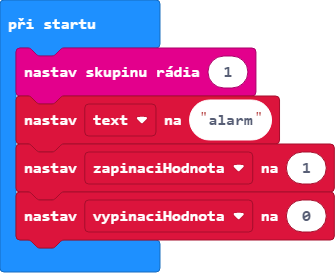 při startu
nastav skupinu rádia 1
nastav text na "alarm"
nastav zapinaciHodnota na 1
nastav vypinaciHodnota na 0